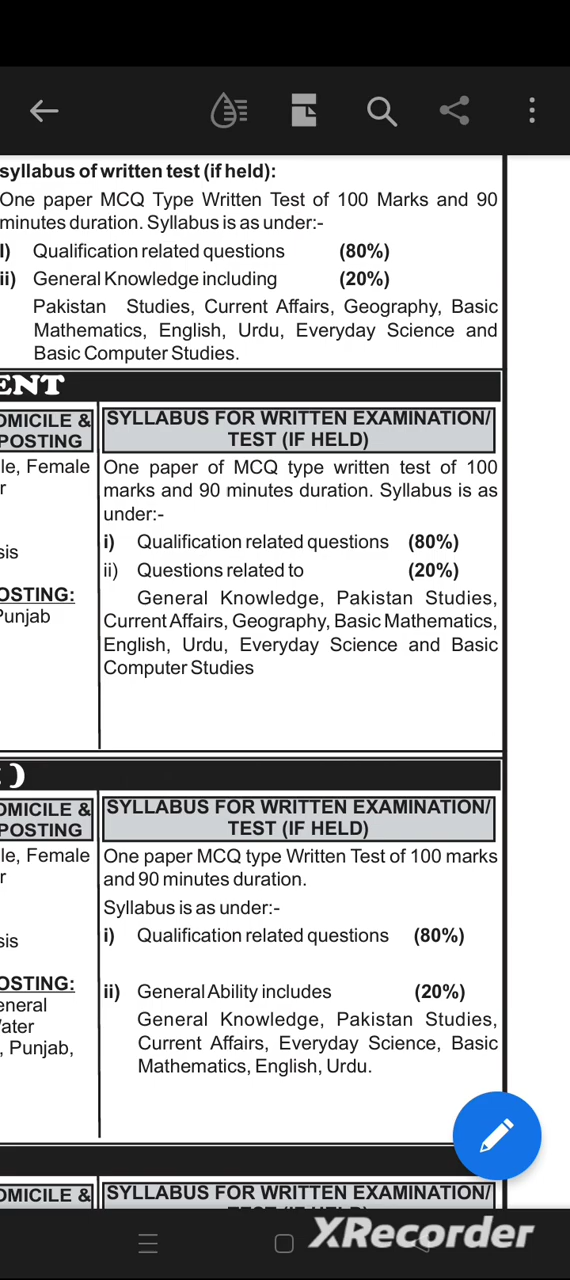 syllabus of written test (if held):
One paper MCQ Type Written Test of 100 Marks and 90
minutes duration. Syllabus is as under:-
I) Qualification related questions (80%)
ii) General Knowledge including (20%)
Pakistan Studies, Current Affairs, Geography, Basic
Mathematics, English, Urdu, Everyday Science and
Basic Computer Studies.
ENT
OMICILE &
POSTING
SYLLABUS FOR WRITTEN EXAMINATION/
TEST (IF HELD)
le, Female
r
sis
OSTING:
Punjab
One paper of MCQ type written test of 100
marks and 90 minutes duration. Syllabus is as
under:-
i) Qualification related questions (80%)
ii) Questions related to (20%)
General Knowledge, Pakistan Studies,
Current Affairs, Geography, Basic Mathematics,
English, Urdu, Everyday Science and Basic
Computer Studies
)
OMICILE &
POSTING
SYLLABUS FOR WRITTEN EXAMINATION/
TEST (IF HELD)
le, Female
r
sis
OSTING:
eneral
ater
, Punjab,
One paper MCQ type Written Test of 100 marks
and 90 minutes duration.
Syllabus is as under:-
i) Qualification related questions (80%)
ii) General Ability includes (20%)
General Knowledge, Pakistan Studies,
Current Affairs, Everyday Science, Basic
Mathematics, English, Urdu.
OMICILE &
SYLLABUS FOR WRITTEN EXAMINATION/
TEST (IF HELD)
XRecorder